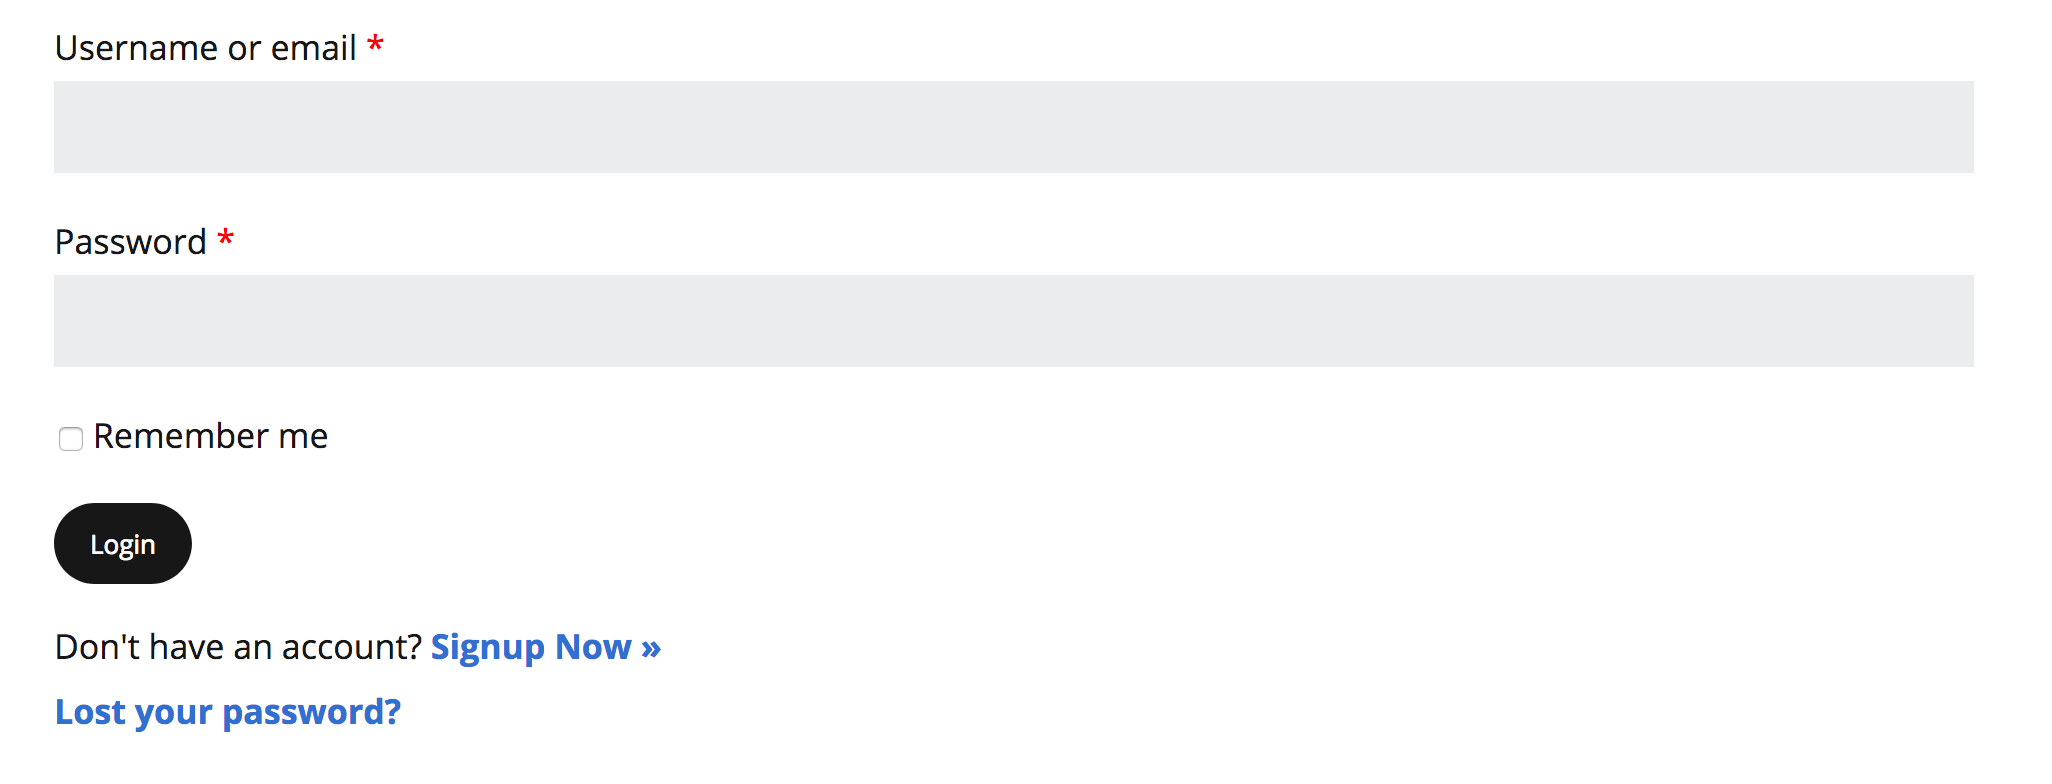 Username or email *
Password *
Remember me
Login
Don't have an account? Signup Now »
Lost your password?